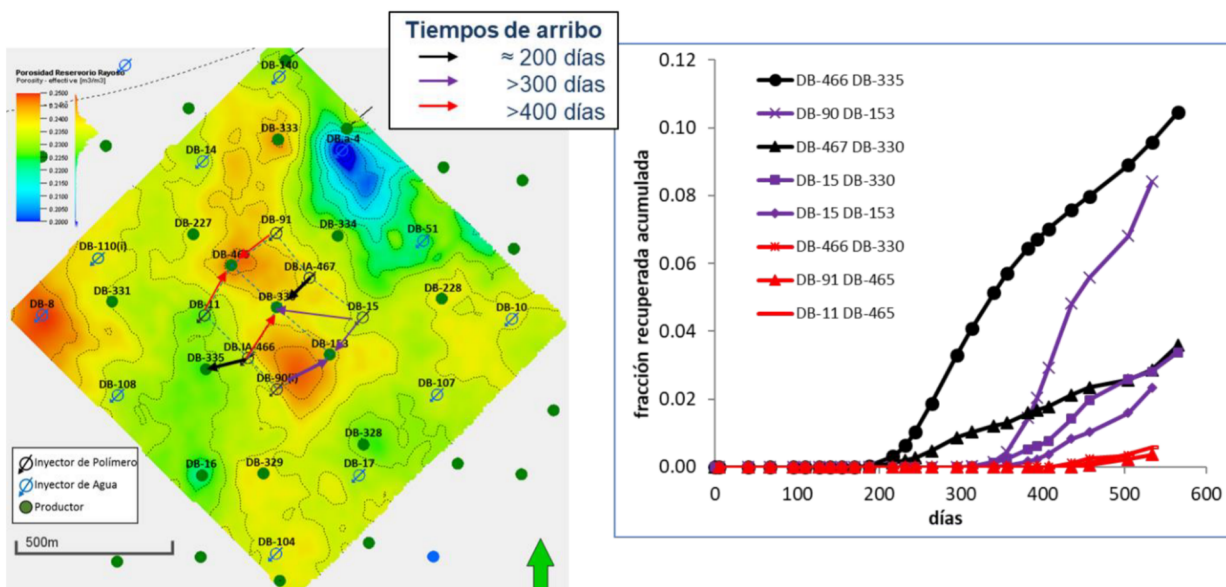 Tiempos de arribo
≈ 200 días
>300 días
>400 días
Porosidad Reservorio Rayoso
Porosity - effective [m3/m3]
0.2500
0.2450
0.2400
0.2350
0.2300
0.2250
0.2200
0.2150
0.2100
0.2050
0.2000
DB-140
DB-333
DB.a-4
DB-14
DB-227
DB-91
DB-334
DB-51
DB-110(i)
DB-46
DB.IA-467
DB-331
DB-8
DB-11
DB-33
DB-15
DB-228
DB-10
DB.IA-466
DB-153
DB-335
DB-90(i)
DB-108
DB-107
DB-328
DB-16
DB-329
DB-17
DB-104
Inyector de Polímero
Inyector de Agua
Productor
500m
fracción recuperada acumulada
0.12
0.10
0.08
0.06
0.04
0.02
0.00
DB-466 DB-335
DB-90 DB-153
DB-467 DB-330
DB-15 DB-330
DB-15 DB-153
DB-466 DB-330
DB-91 DB-465
DB-11 DB-465
0 100 200 300 400 500 600
días